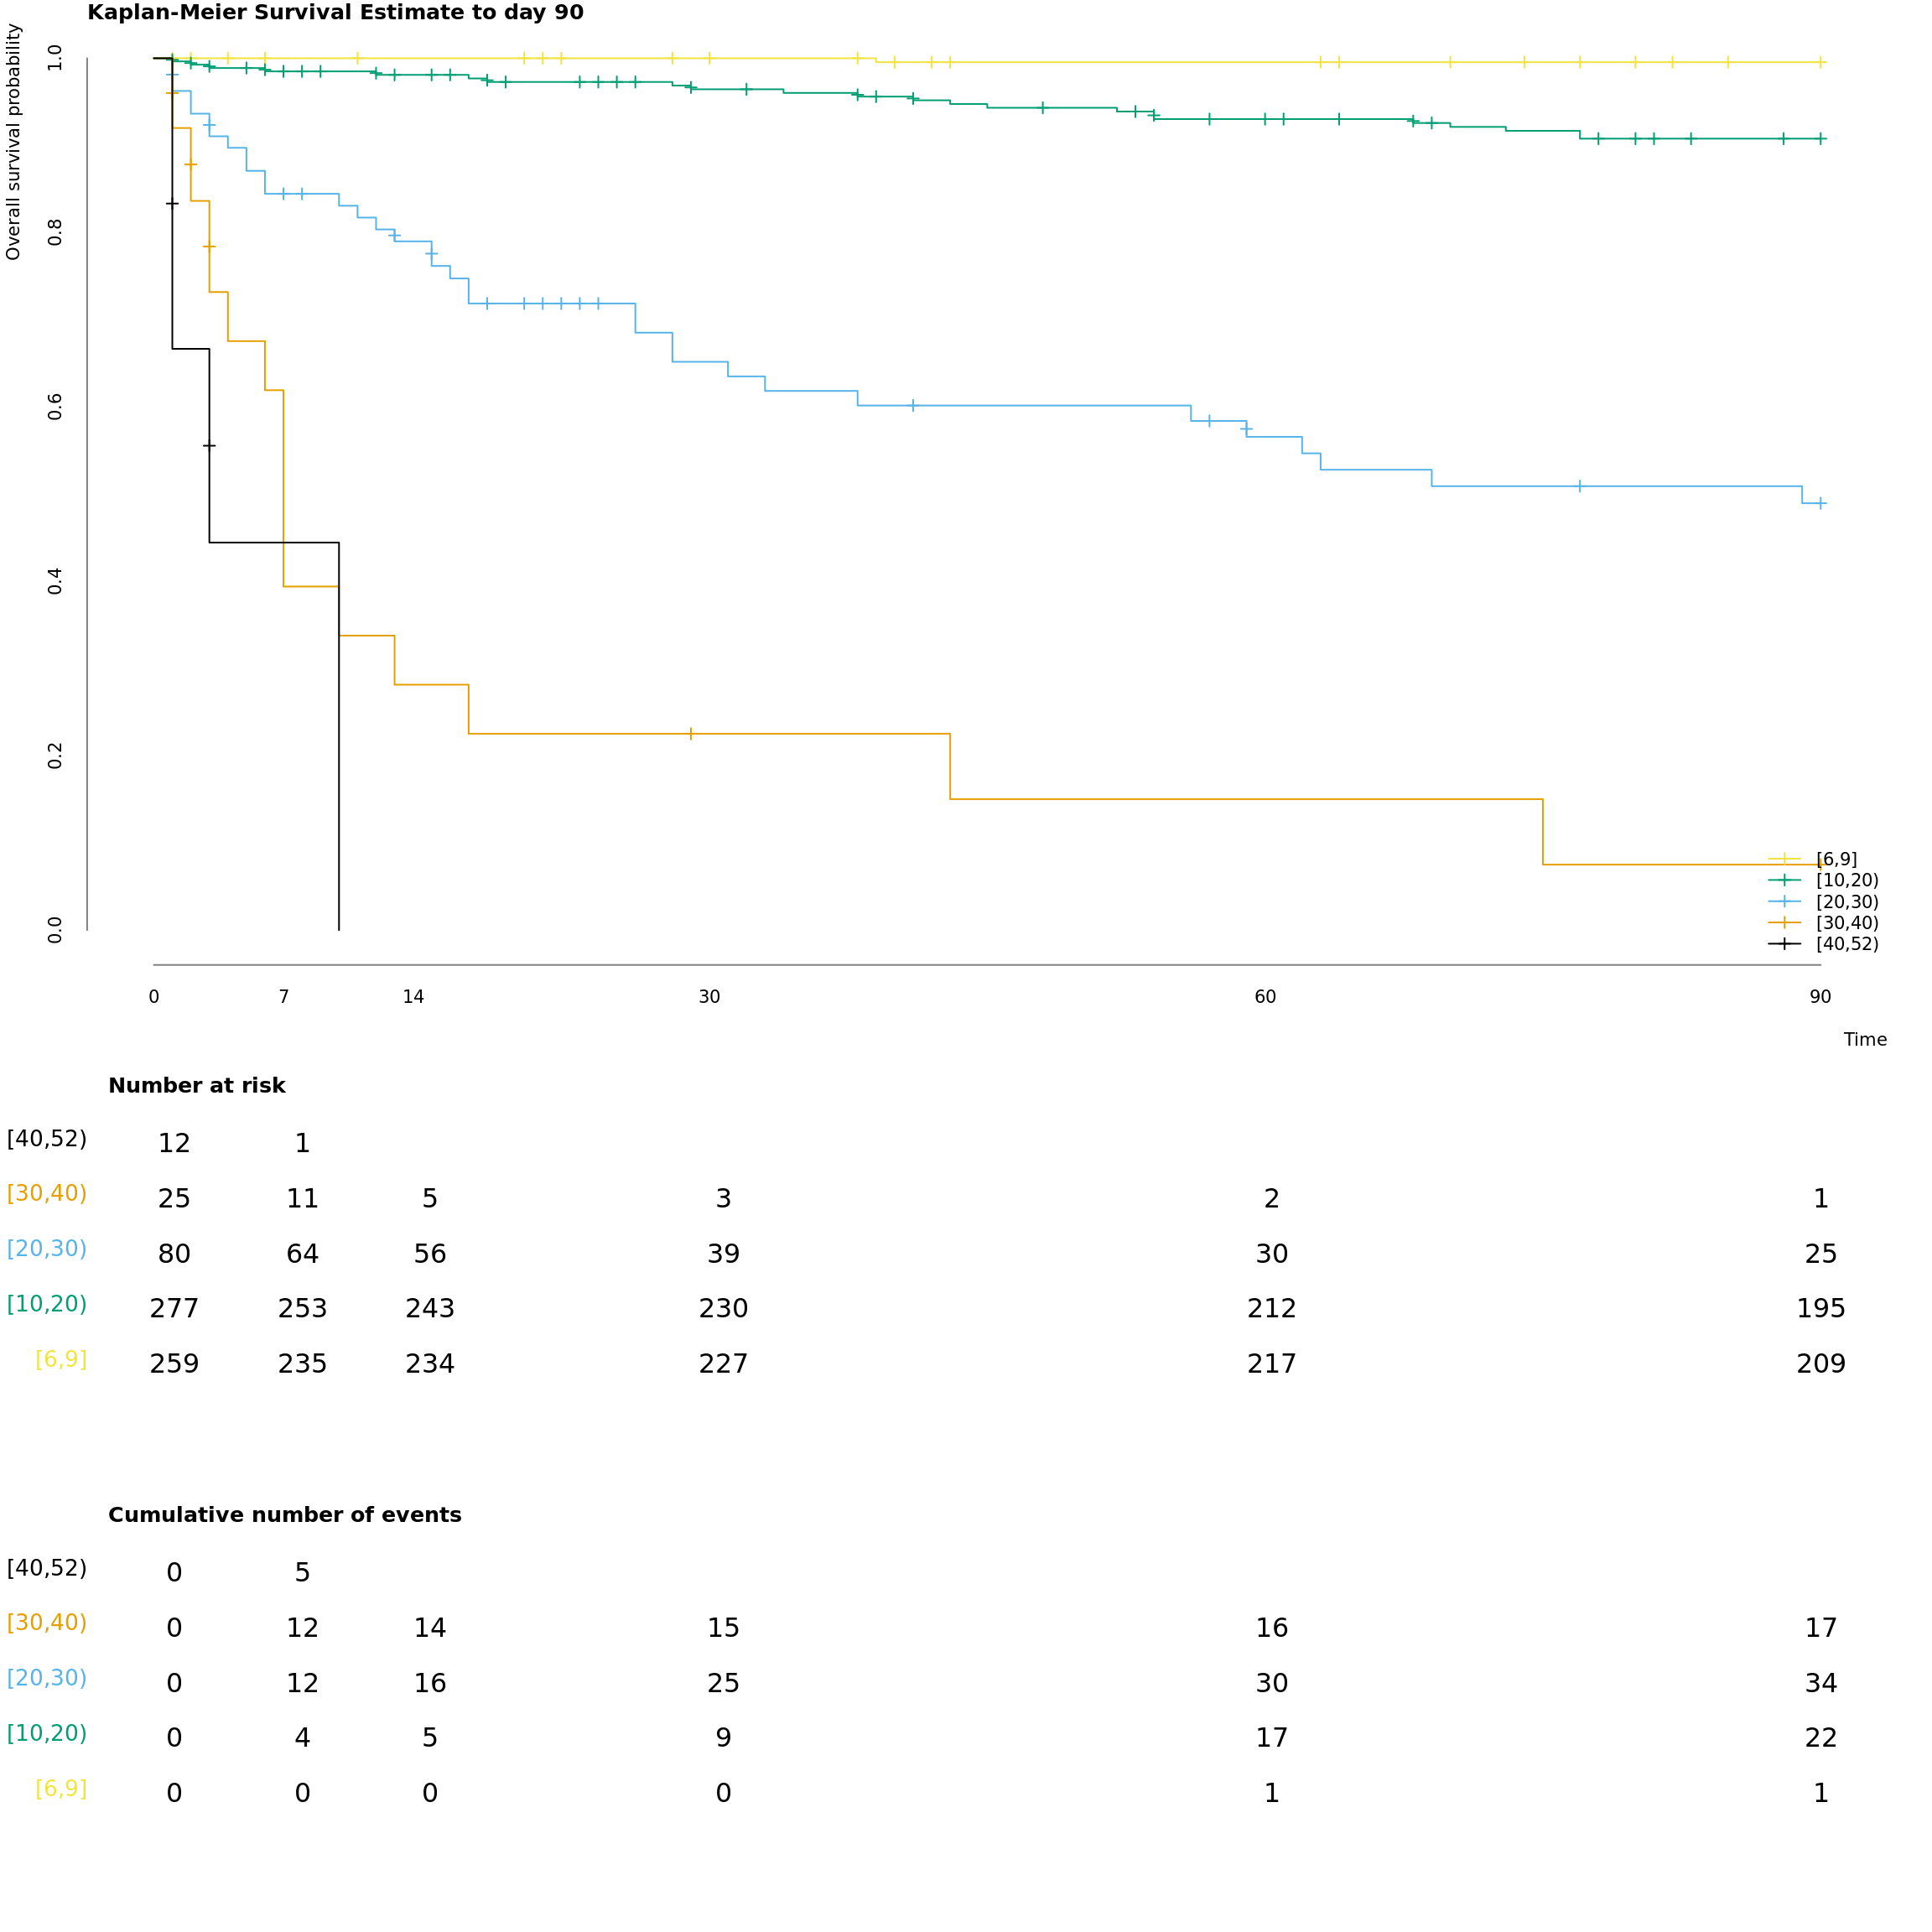 Kaplan-Meier Survival Estimate to day 90
Overall survival probability
1.0
0.8
0.6
0.4
0.2
0.0
[6,9]
[10,20)
[20,30)
[30,40)
[40,52)
0 7 14 30 60 90
Time
Number at risk
[40,52) 12 1
[30,40) 25 11 5 3 2 1
[20,30) 80 64 56 39 30 25
[10,20) 277 253 243 230 212 195
[6,9] 259 235 234 227 217 209
Cumulative number of events
[40,52) 0 5
[30,40) 0 12 14 15 16 17
[20,30) 0 12 16 25 30 34
[10,20) 0 4 5 9 17 22
[6,9] 0 0 0 0 1 1